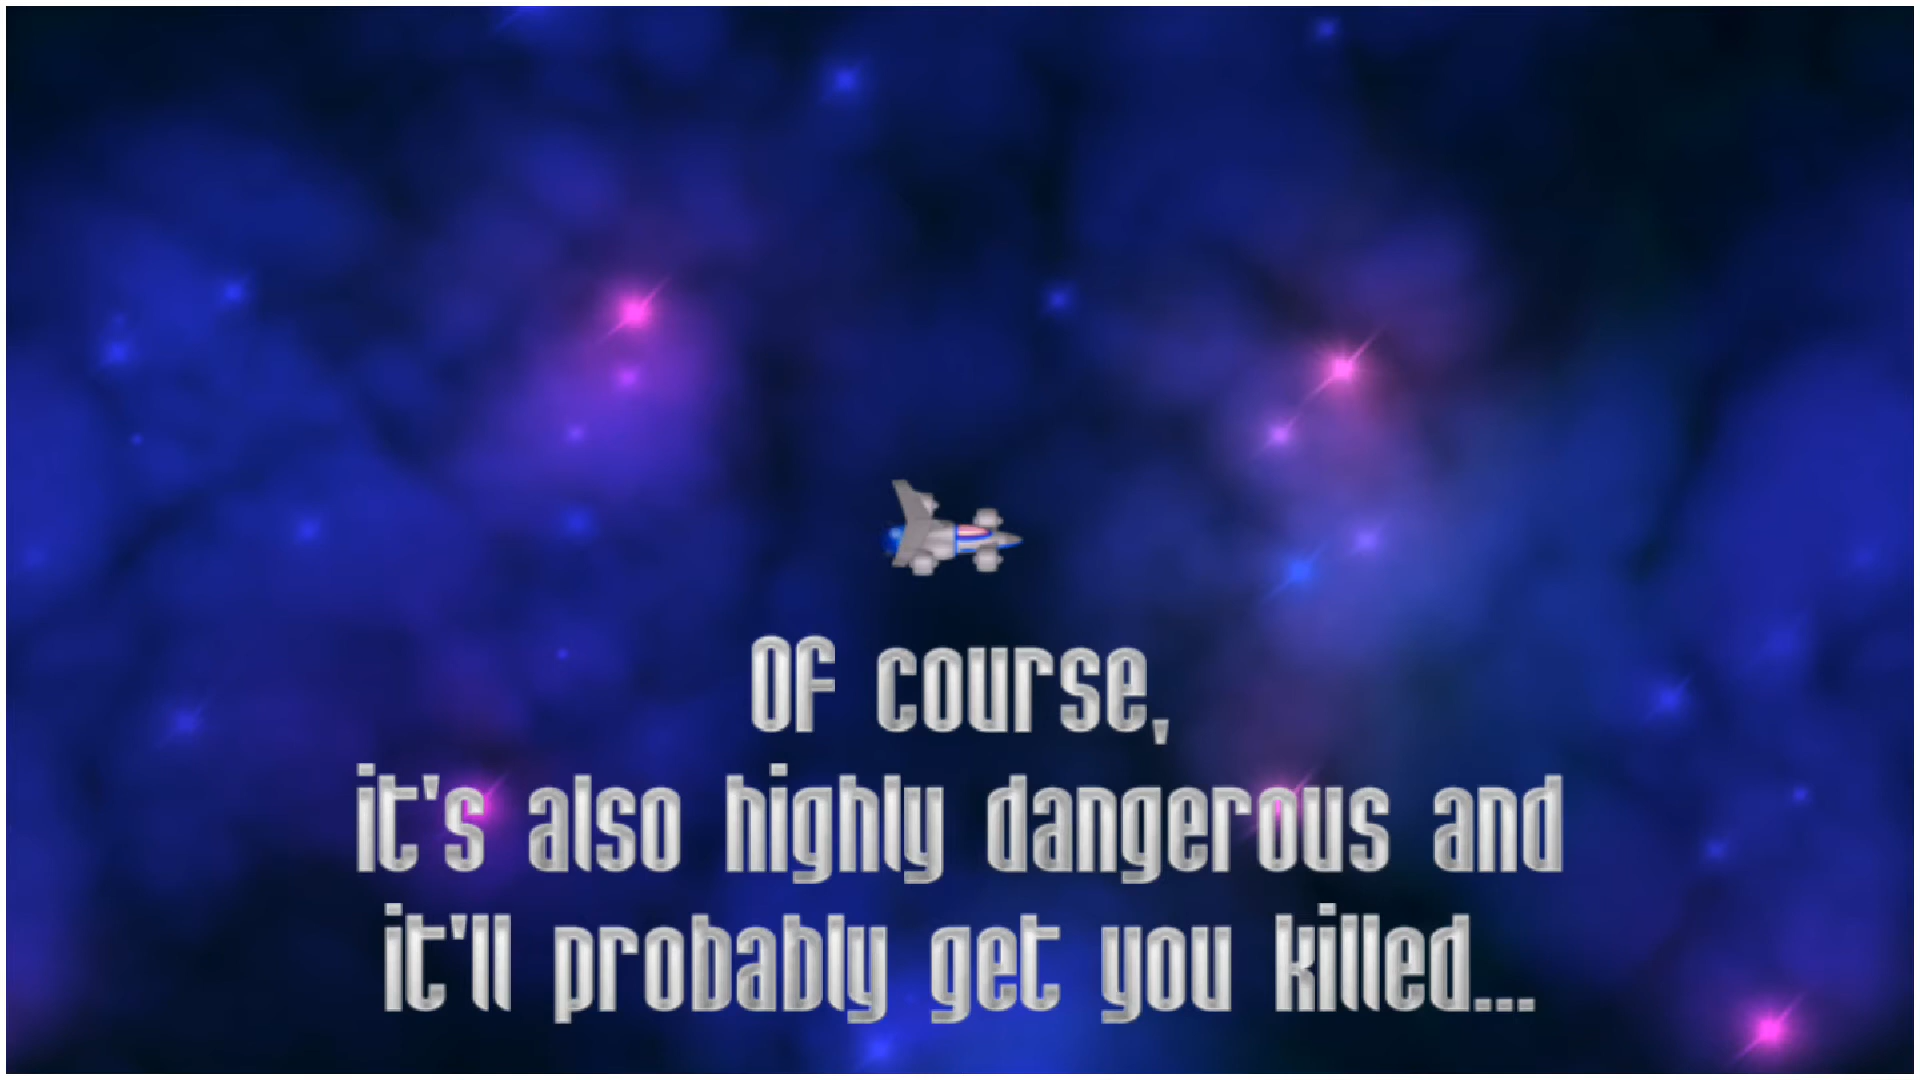 Of course,
it's also highly dangerous and
it'll probably get you killed...